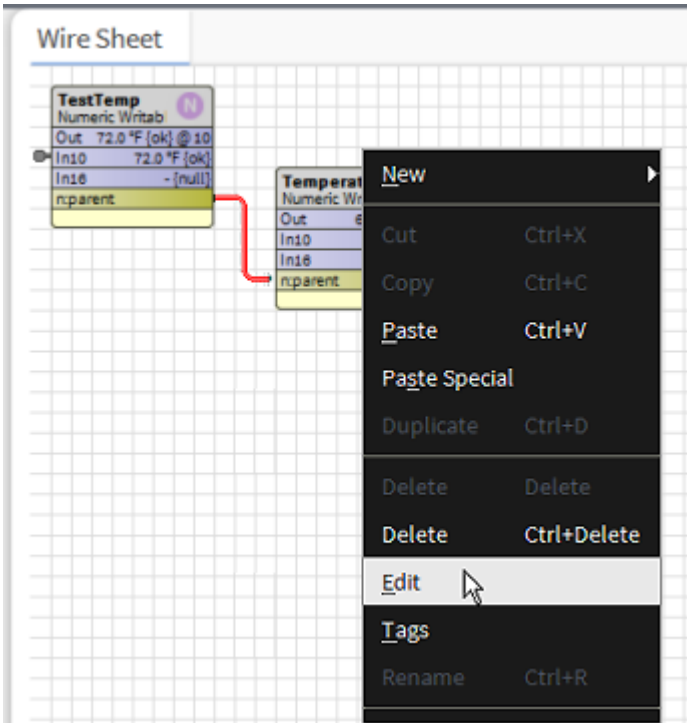 Wire Sheet
TestTemp
N
Numeric Writab
Out 72.0 °F {ok} @ 10
In10 72.0 °F {ok}
In16 - {null}
n:parent
Temperat
Numeric Wr
Out 6
In10
In16
n:parent
New
Cut Ctrl+X
Copy Ctrl+C
Paste Ctrl+V
Paste Special
Duplicate Ctrl+D
Delete Delete
Delete Ctrl+Delete
Edit
Tags
Rename Ctrl+R